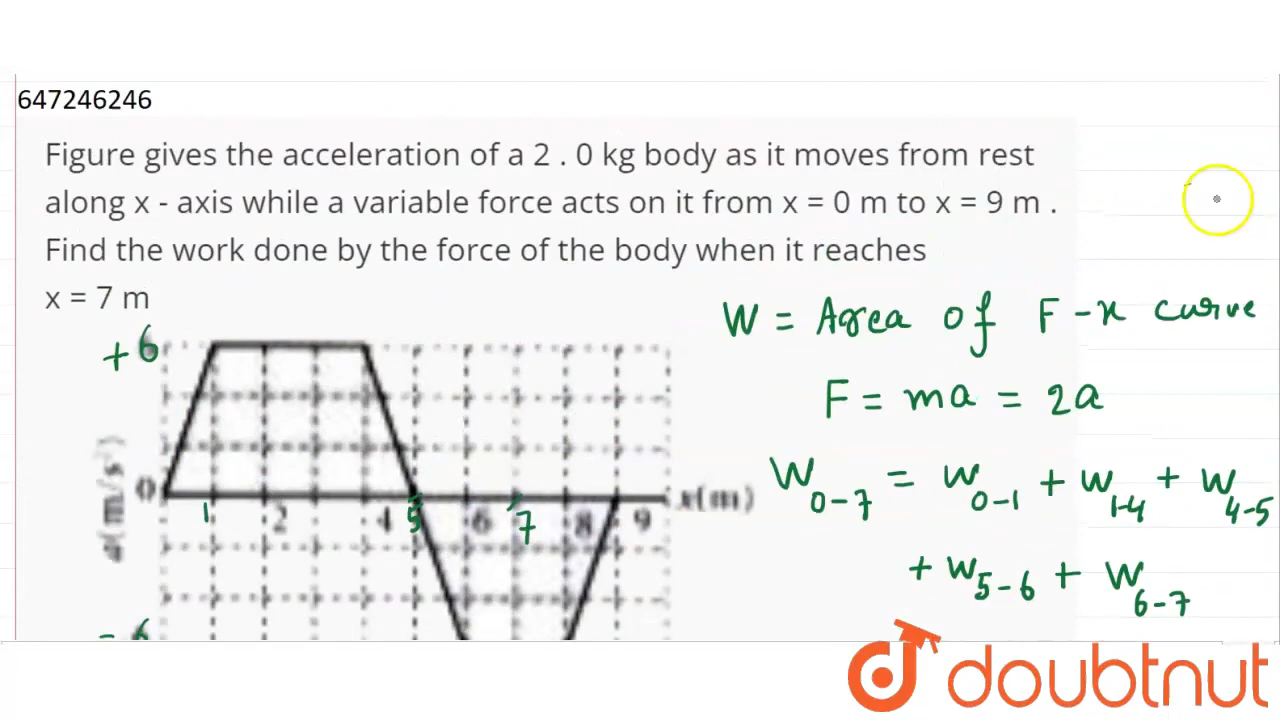 647246246
Figure gives the acceleration of a 2 . 0 kg body as it moves from rest
along x - axis while a variable force acts on it from x = 0 m to x = 9 m .
Find the work done by the force of the body when it reaches
x = 7 m
W = Area of F - x curve
+ 6
F = ma = 2a
a(m/s²)
0
x(m)
1 2 4 5 6 7 8 9
W0-7 = W0-1 + W1-4 + W4-5
+ W5-6 + W6-7
- 6
doubtnut